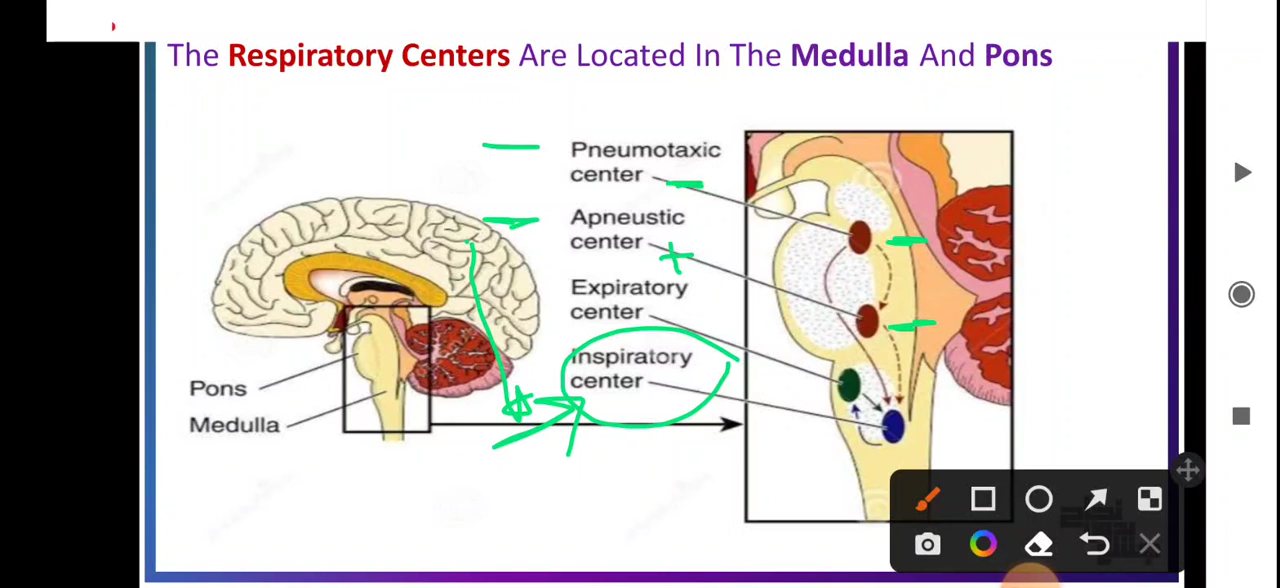 The Respiratory Centers Are Located In The Medulla And Pons
Pneumotaxic
center
Apneustic
center
Expiratory
center
Inspiratory
center
Pons
Medulla